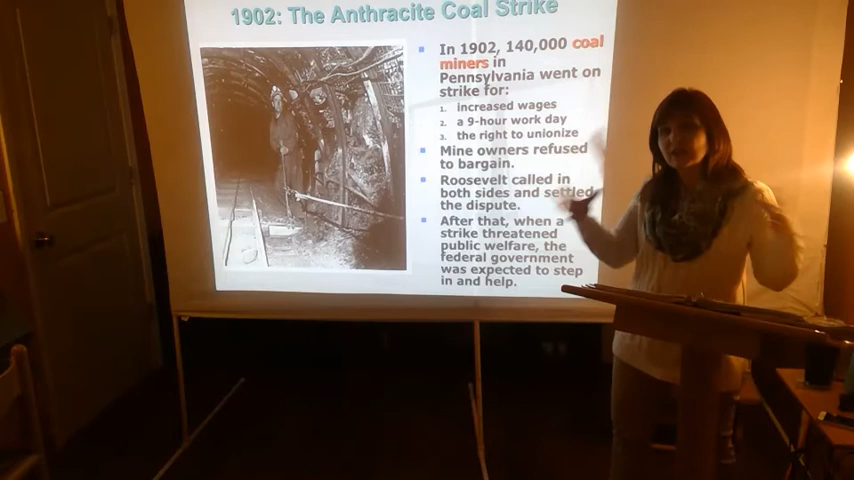 1902: The Anthracite Coal Strike
In 1902, 140,000 coal
miners in
Pennsylvania went on
strike for:
1. increased wages
2. a 9-hour work day
3. the right to unionize
Mine owners refused
to bargain.
Roosevelt called in
both sides and settled
the dispute.
After that, when a
strike threatened
public welfare, the
federal government
was expected to step
in and help.